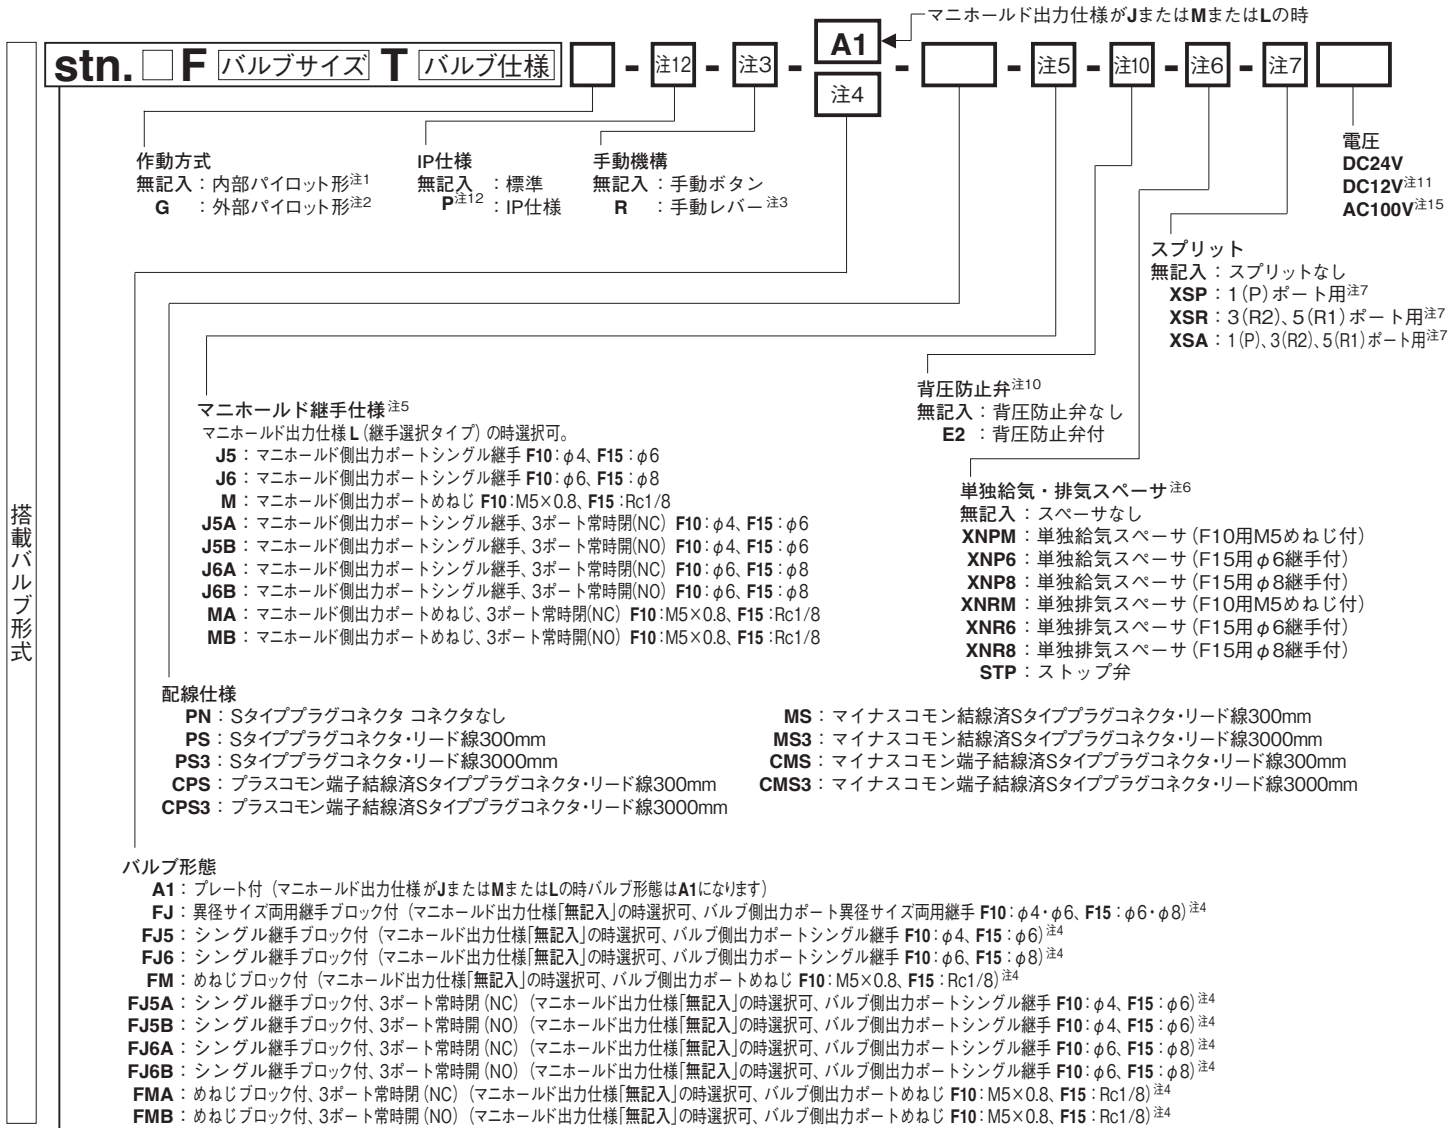 マニホールド出力仕様がJまたはMまたはLの時
stn. □ F バルブサイズ T バルブ仕様 □ - 注12 - 注3 - A1 - □ - 注5 - 注10 - 注6 - 注7 □
注4
作動方式
無記入：内部パイロット形注1
G：外部パイロット形注2
IP仕様
無記入：標準
P注12：IP仕様
手動機構
無記入：手動ボタン
R：手動レバー注3
電圧
DC24V
DC12V注11
AC100V注15
スプリット
無記入：スプリットなし
XSP：1(P)ポート用注7
XSR：3(R2)、5(R1)ポート用注7
XSA：1(P)、3(R2)、5(R1)ポート用注7
背圧防止弁注10
無記入：背圧防止弁なし
E2：背圧防止弁付
マニホールド継手仕様注5
マニホールド出力仕様L（継手選択タイプ）の時選択可。
J5：マニホールド側出力ポートシングル継手 F10：φ4、F15：φ6
J6：マニホールド側出力ポートシングル継手 F10：φ6、F15：φ8
M：マニホールド側出力ポートめねじ F10：M5×0.8、F15：Rc1/8
J5A：マニホールド側出力ポートシングル継手、3ポート常時閉(NC) F10：φ4、F15：φ6
J5B：マニホールド側出力ポートシングル継手、3ポート常時開(NO) F10：φ4、F15：φ6
J6A：マニホールド側出力ポートシングル継手、3ポート常時閉(NC) F10：φ6、F15：φ8
J6B：マニホールド側出力ポートシングル継手、3ポート常時開(NO) F10：φ6、F15：φ8
MA：マニホールド側出力ポートめねじ、3ポート常時閉(NC) F10：M5×0.8、F15：Rc1/8
MB：マニホールド側出力ポートめねじ、3ポート常時開(NO) F10：M5×0.8、F15：Rc1/8
単独給気・排気スペーサ注6
無記入：スペーサなし
XNPM：単独給気スペーサ（F10用M5めねじ付）
XNP6：単独給気スペーサ（F15用φ6継手付）
XNP8：単独給気スペーサ（F15用φ8継手付）
XNRM：単独排気スペーサ（F10用M5めねじ付）
XNR6：単独排気スペーサ（F15用φ6継手付）
XNR8：単独排気スペーサ（F15用φ8継手付）
STP：ストップ弁
搭載バルブ形式
配線仕様
PN：Sタイププラグコネクタ コネクタなし
PS：Sタイププラグコネクタ・リード線300mm
PS3：Sタイププラグコネクタ・リード線3000mm
CPS：プラスコモン端子結線済Sタイププラグコネクタ・リード線300mm
CPS3：プラスコモン端子結線済Sタイププラグコネクタ・リード線3000mm
MS：マイナスコモン結線済Sタイププラグコネクタ・リード線300mm
MS3：マイナスコモン結線済Sタイププラグコネクタ・リード線3000mm
CMS：マイナスコモン端子結線済Sタイププラグコネクタ・リード線300mm
CMS3：マイナスコモン端子結線済Sタイププラグコネクタ・リード線3000mm
バルブ形態
A1：プレート付（マニホールド出力仕様がJまたはMまたはLの時バルブ形態はA1になります）
FJ：異径サイズ両用継手ブロック付（マニホールド出力仕様「無記入」の時選択可、バルブ側出力ポート異径サイズ両用継手 F10：φ4・φ6、F15：φ6・φ8）注4
FJ5：シングル継手ブロック付（マニホールド出力仕様「無記入」の時選択可、バルブ側出力ポートシングル継手 F10：φ4、F15：φ6）注4
FJ6：シングル継手ブロック付（マニホールド出力仕様「無記入」の時選択可、バルブ側出力ポートシングル継手 F10：φ6、F15：φ8）注4
FM：めねじブロック付（マニホールド出力仕様「無記入」の時選択可、バルブ側出力ポートめねじ F10：M5×0.8、F15：Rc1/8）注4
FJ5A：シングル継手ブロック付、3ポート常時閉（NC）（マニホールド出力仕様「無記入」の時選択可、バルブ側出力ポートシングル継手 F10：φ4、F15：φ6）注4
FJ5B：シングル継手ブロック付、3ポート常時開（NO）（マニホールド出力仕様「無記入」の時選択可、バルブ側出力ポートシングル継手 F10：φ4、F15：φ6）注4
FJ6A：シングル継手ブロック付、3ポート常時閉（NC）（マニホールド出力仕様「無記入」の時選択可、バルブ側出力ポートシングル継手 F10：φ6、F15：φ8）注4
FJ6B：シングル継手ブロック付、3ポート常時開（NO）（マニホールド出力仕様「無記入」の時選択可、バルブ側出力ポートシングル継手 F10：φ6、F15：φ8）注4
FMA：めねじブロック付、3ポート常時閉（NC）（マニホールド出力仕様「無記入」の時選択可、バルブ側出力ポートめねじ F10：M5×0.8、F15：Rc1/8）注4
FMB：めねじブロック付、3ポート常時開（NO）（マニホールド出力仕様「無記入」の時選択可、バルブ側出力ポートめねじ F10：M5×0.8、F15：Rc1/8）注4